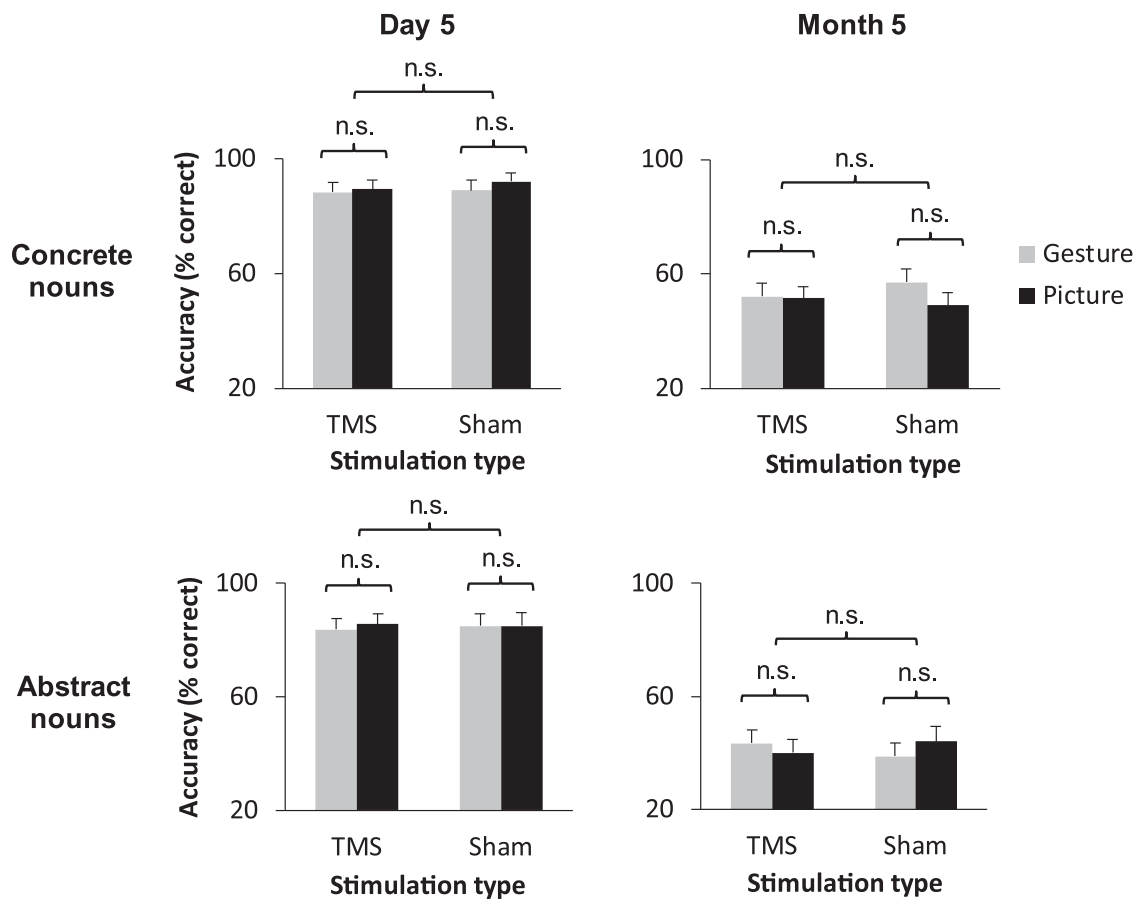 Day 5
Month 5
Concrete
nouns
Accuracy (% correct)
n.s.
n.s.
n.s.
100
60
20
TMS
Sham
Stimulation type
n.s.
n.s.
n.s.
100
60
20
TMS
Sham
Stimulation type
Gesture
Picture
Abstract
nouns
Accuracy (% correct)
n.s.
n.s.
n.s.
100
60
20
TMS
Sham
Stimulation type
n.s.
n.s.
n.s.
100
60
20
TMS
Sham
Stimulation type